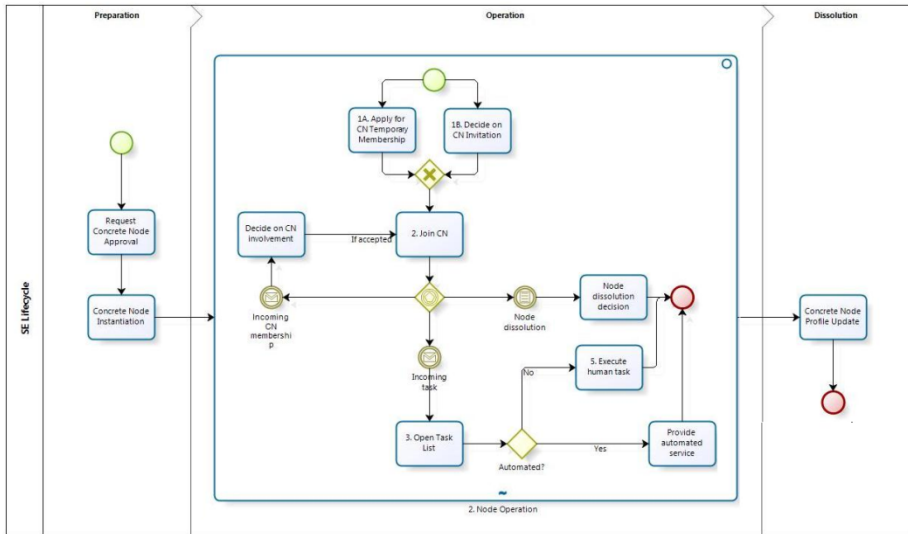 Preparation
Operation
Dissolution
SE Lifecycle
1A. Apply for
CN Temporary
Membership
1B. Decide on
CN Invitation
Request
Concrete Node
Approval
Decide on CN
involvement
If accepted
2. Join CN
Concrete Node
Instantiation
Incoming
CN
membershi
p
Node
dissolution
Node
dissolution
decision
Concrete Node
Profile Update
Incoming
task
No
5. Execute
human task
3. Open Task
List
Automated?
Yes
Provide
automated
service
2. Node Operation